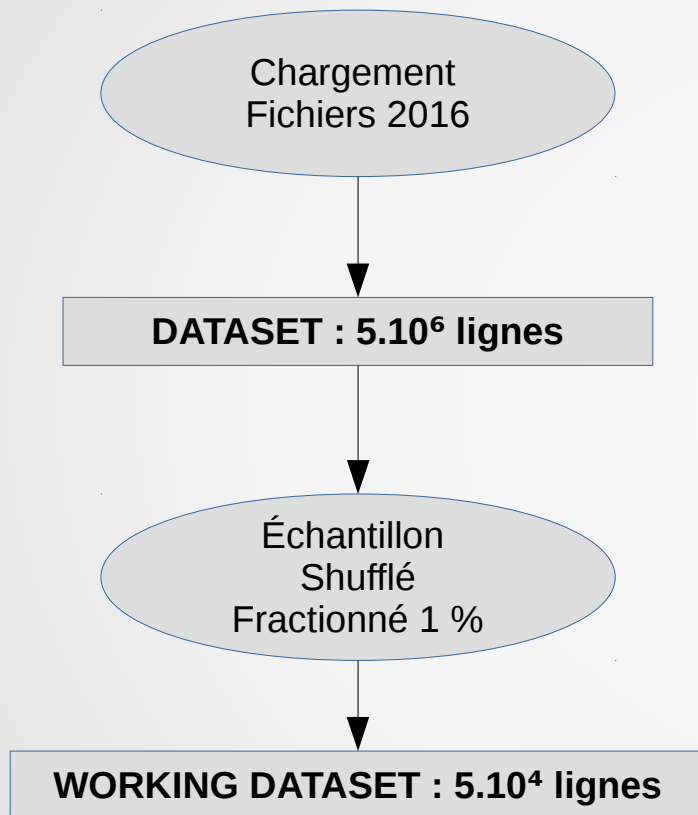 Chargement
Fichiers 2016
DATASET : 5.10⁶ lignes
Échantillon
Shufflé
Fractionné 1 %
WORKING DATASET : 5.10⁴ lignes